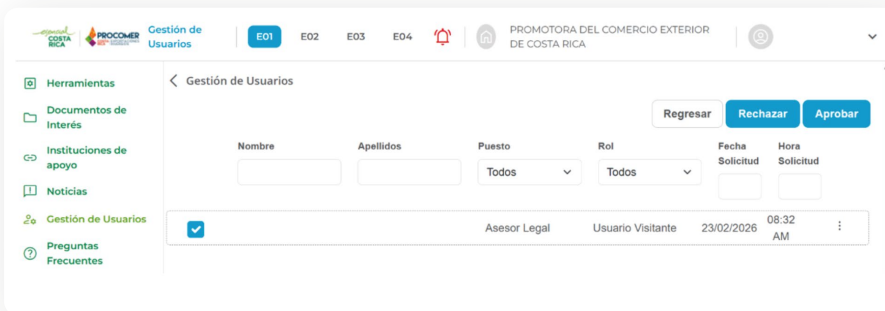 esencial
COSTA
RICA
PROCOMER
Gestión de
Usuarios
E01
E02
E03
E04
PROMOTORA DEL COMERCIO EXTERIOR
DE COSTA RICA
Herramientas
Documentos de
Interés
Instituciones de
apoyo
Noticias
Gestión de Usuarios
Preguntas
Frecuentes
Gestión de Usuarios
Regresar
Rechazar
Aprobar
Nombre
Apellidos
Puesto
Rol
Fecha
Solicitud
Hora
Solicitud
Todos
Todos
Asesor Legal
Usuario Visitante
23/02/2026
08:32
AM